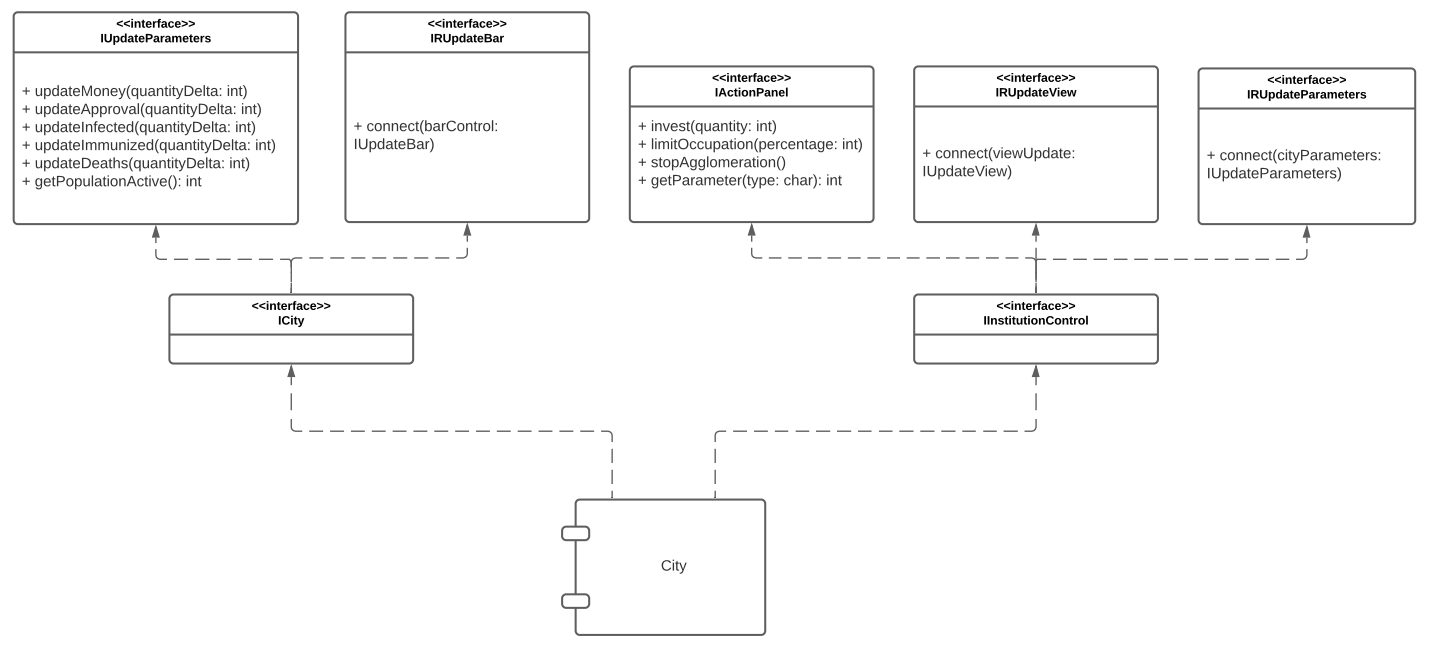 <<interface>>
IUpdateParameters
+ updateMoney(quantityDelta: int)
+ updateApproval(quantityDelta: int)
+ updateInfected(quantityDelta: int)
+ updateImmunized(quantityDelta: int)
+ updateDeaths(quantityDelta: int)
+ getPopulationActive(): int
<<interface>>
IRUpdateBar
+ connect(barControl:
IUpdateBar)
<<interface>>
IActionPanel
+ invest(quantity: int)
+ limitOccupation(percentage: int)
+ stopAgglomeration()
+ getParameter(type: char): int
<<interface>>
IRUpdateView
+ connect(viewUpdate:
IUpdateView)
<<interface>>
IRUpdateParameters
+ connect(cityParameters:
IUpdateParameters)
<<interface>>
ICity
<<interface>>
IInstitutionControl
City